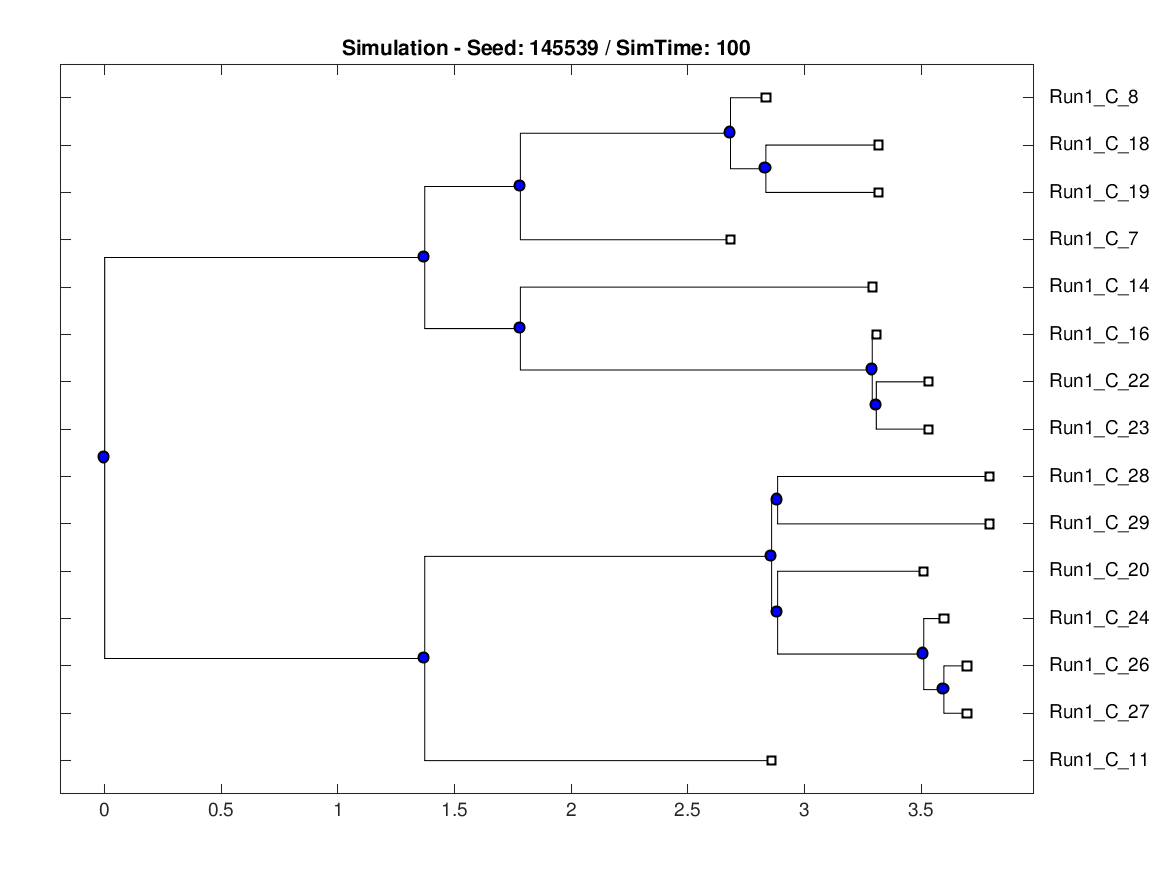 Simulation - Seed: 145539 / SimTime: 100
Run1_C_8
Run1_C_18
Run1_C_19
Run1_C_7
Run1_C_14
Run1_C_16
Run1_C_22
Run1_C_23
Run1_C_28
Run1_C_29
Run1_C_20
Run1_C_24
Run1_C_26
Run1_C_27
Run1_C_11
0 0.5 1 1.5 2 2.5 3 3.5